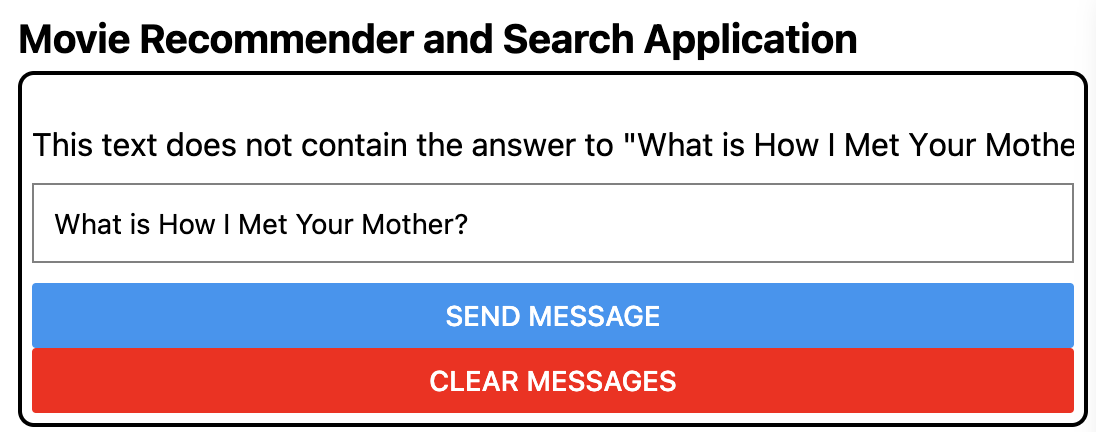 Movie Recommender and Search Application
This text does not contain the answer to "What is How I Met Your Mothe
What is How I Met Your Mother?
SEND MESSAGE
CLEAR MESSAGES